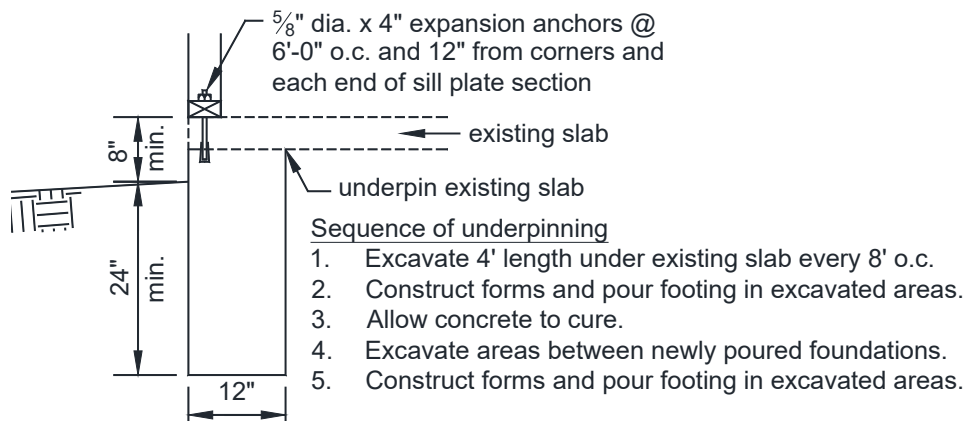 ⅝" dia. x 4" expansion anchors @
6'-0" o.c. and 12" from corners and
each end of sill plate section
existing slab
8"
min.
underpin existing slab
24"
min.
12"
Sequence of underpinning
1. Excavate 4' length under existing slab every 8' o.c.
2. Construct forms and pour footing in excavated areas.
3. Allow concrete to cure.
4. Excavate areas between newly poured foundations.
5. Construct forms and pour footing in excavated areas.